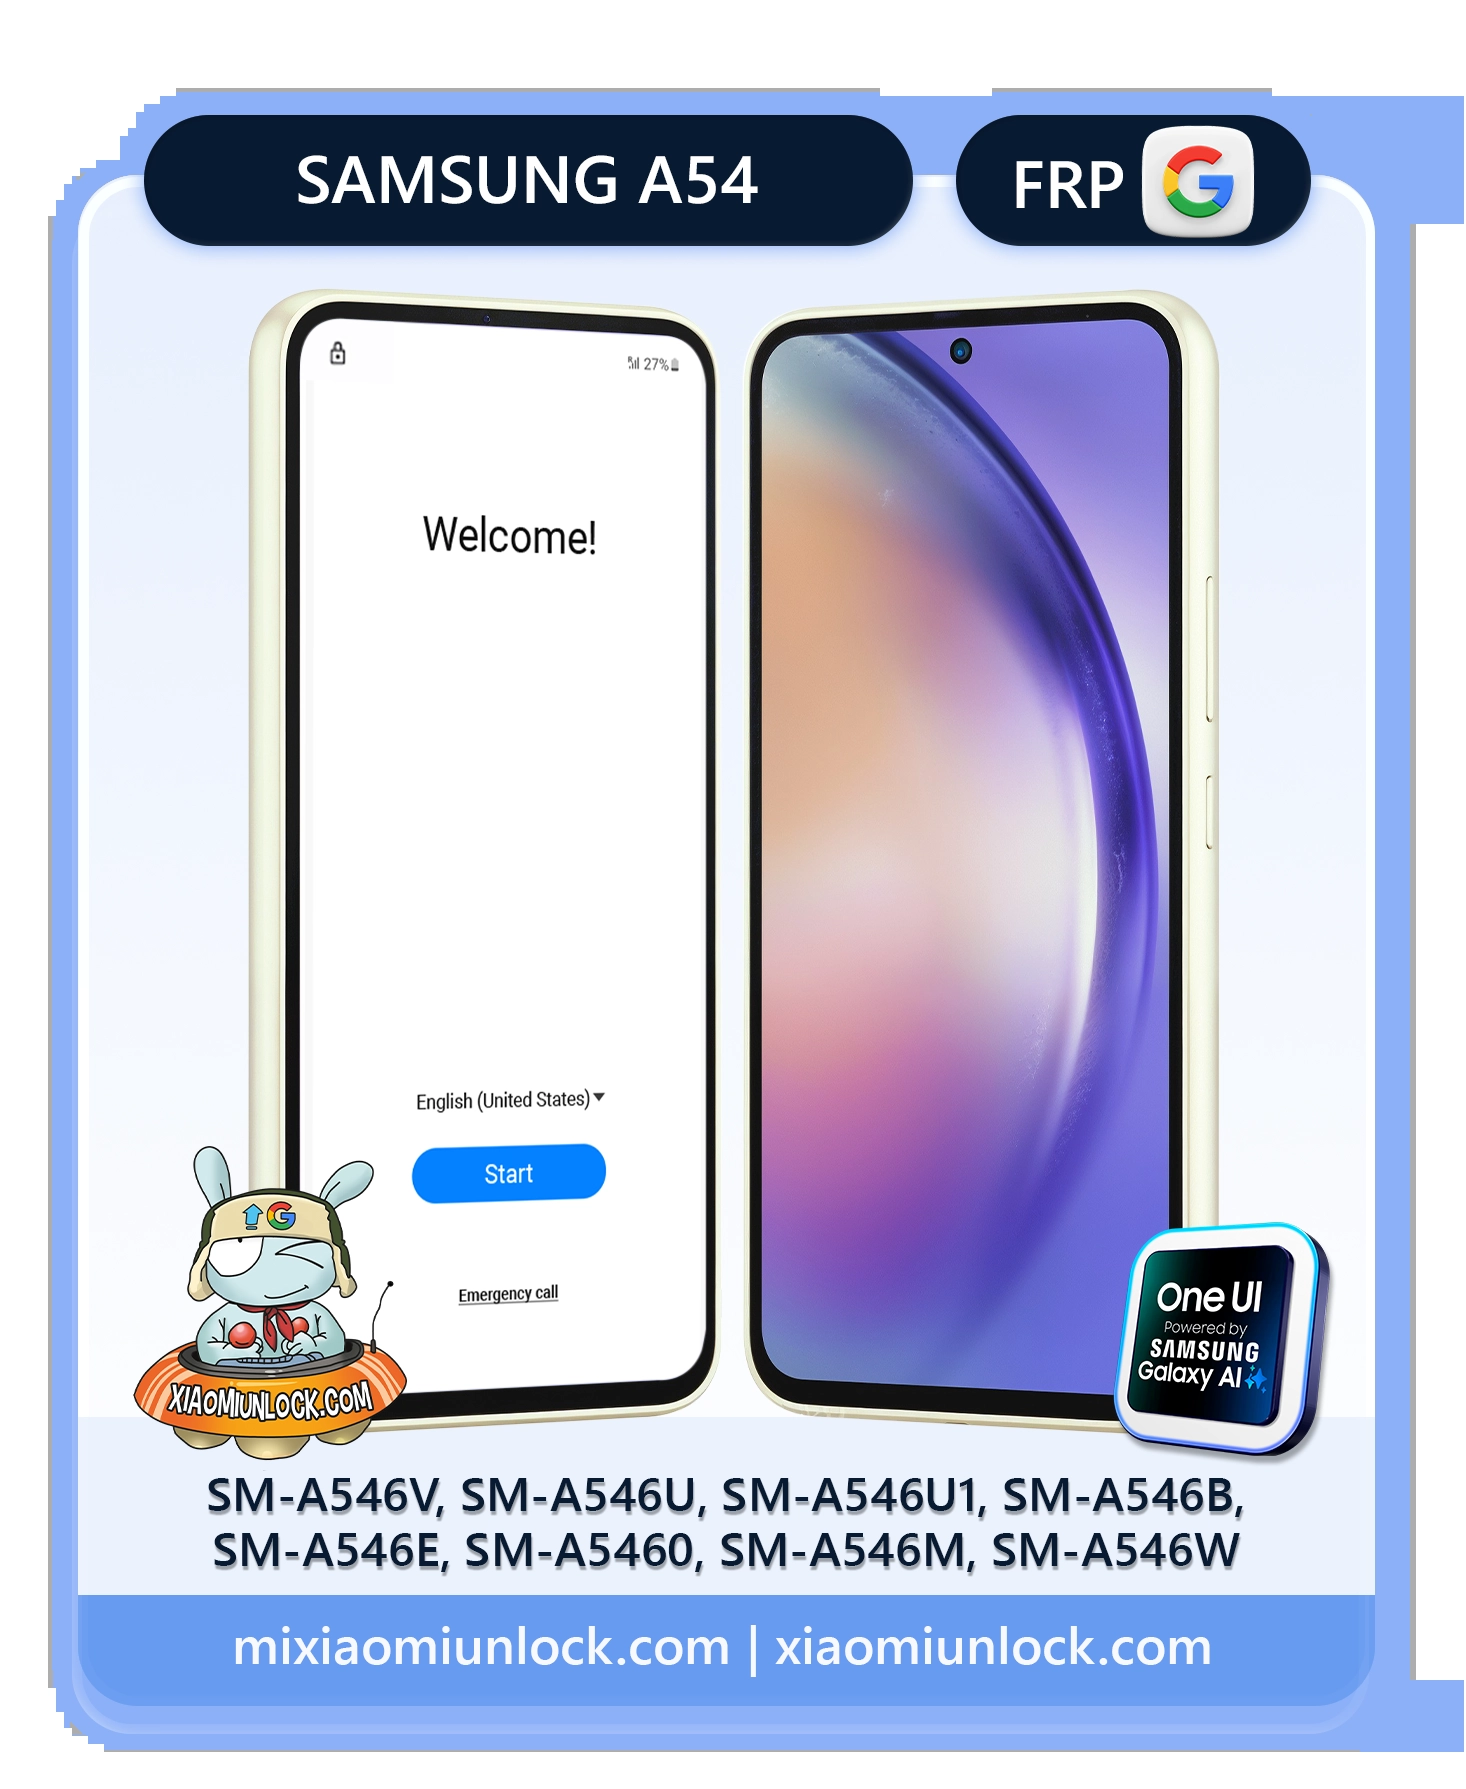 SAMSUNG A54
FRP G
27%
Welcome!
English (United States)
Start
Emergency call
G
XIAOMIUNLOCK.COM
One UI
Powered by
SAMSUNG
Galaxy AI
SM-A546V, SM-A546U, SM-A546U1, SM-A546B,
SM-A546E, SM-A5460, SM-A546M, SM-A546W
mixiaomiunlock.com | xiaomiunlock.com